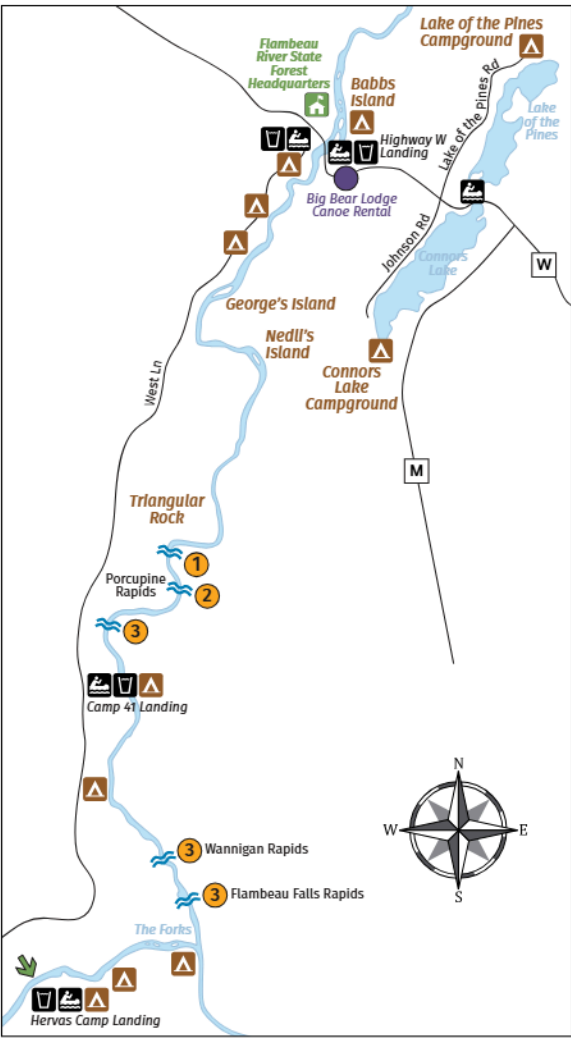 Lake of the Pines
Campground
Flambeau
River State
Forest
Headquarters
Babbs
Island
Lake of the Pines Rd
Lake
of the
Pines
Highway W
Landing
Big Bear Lodge
Canoe Rental
Johnson Rd
Connors
Lake
W
George's Island
Nedll's
Island
Connors
Lake
Campground
West Ln
M
Triangular
Rock
1
Porcupine
Rapids
2
3
Camp 41 Landing
N
W
E
S
3 Wannigan Rapids
3 Flambeau Falls Rapids
The Forks
Hervas Camp Landing